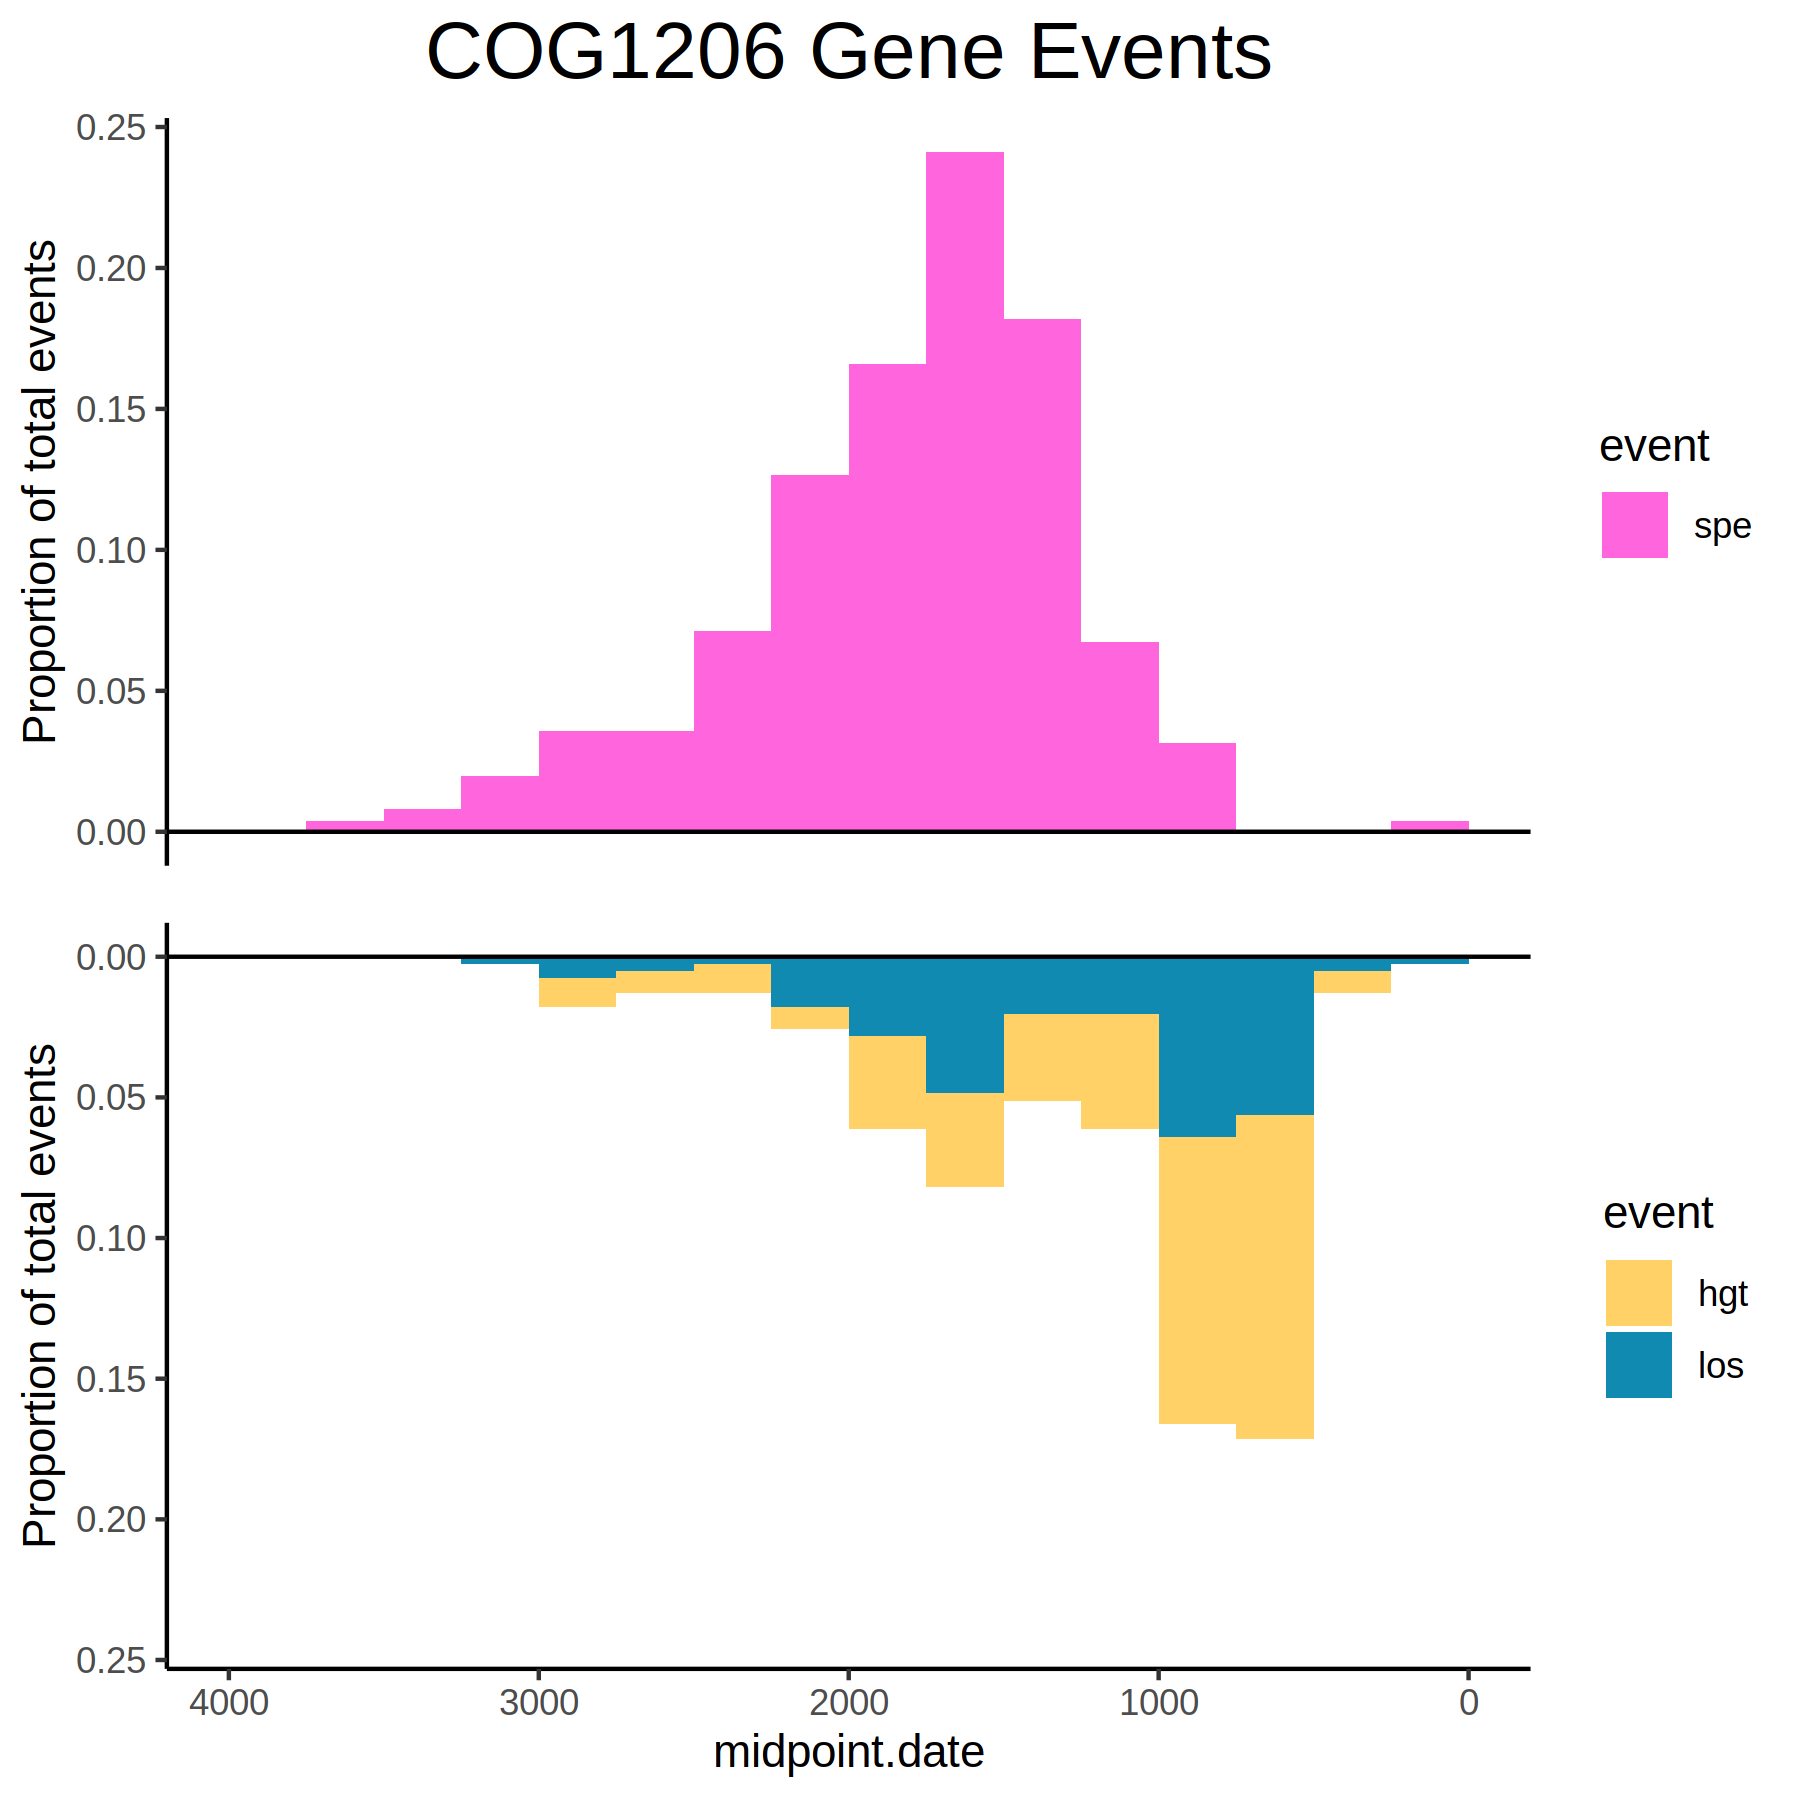 COG1206 Gene Events
Proportion of total events
0.25
0.20
0.15
0.10
0.05
0.00
event
spe
Proportion of total events
0.00
0.05
0.10
0.15
0.20
0.25
event
hgt
los
4000 3000 2000 1000 0
midpoint.date